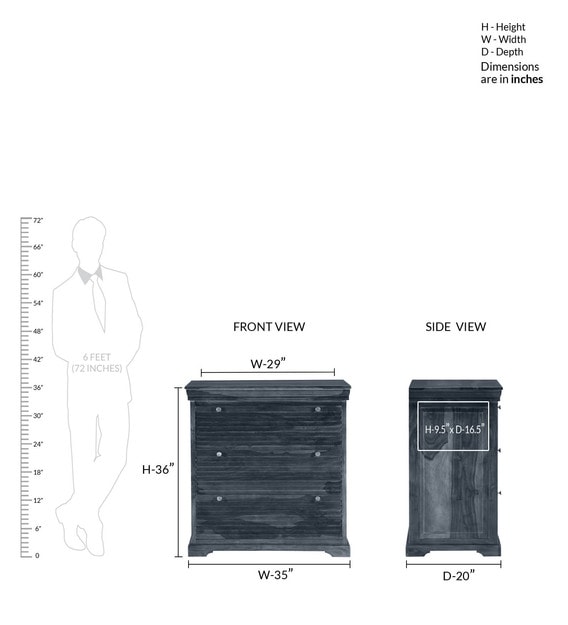 H - Height
W - Width
D - Depth
Dimensions
are in inches
72"
66"
60"
54"
48"
42"
36"
30"
24"
18"
12"
6"
0
6 FEET
(72 INCHES)
FRONT VIEW
W-29”
H-36”
W-35”
SIDE VIEW
H-9.5”x D-16.5”
D-20”